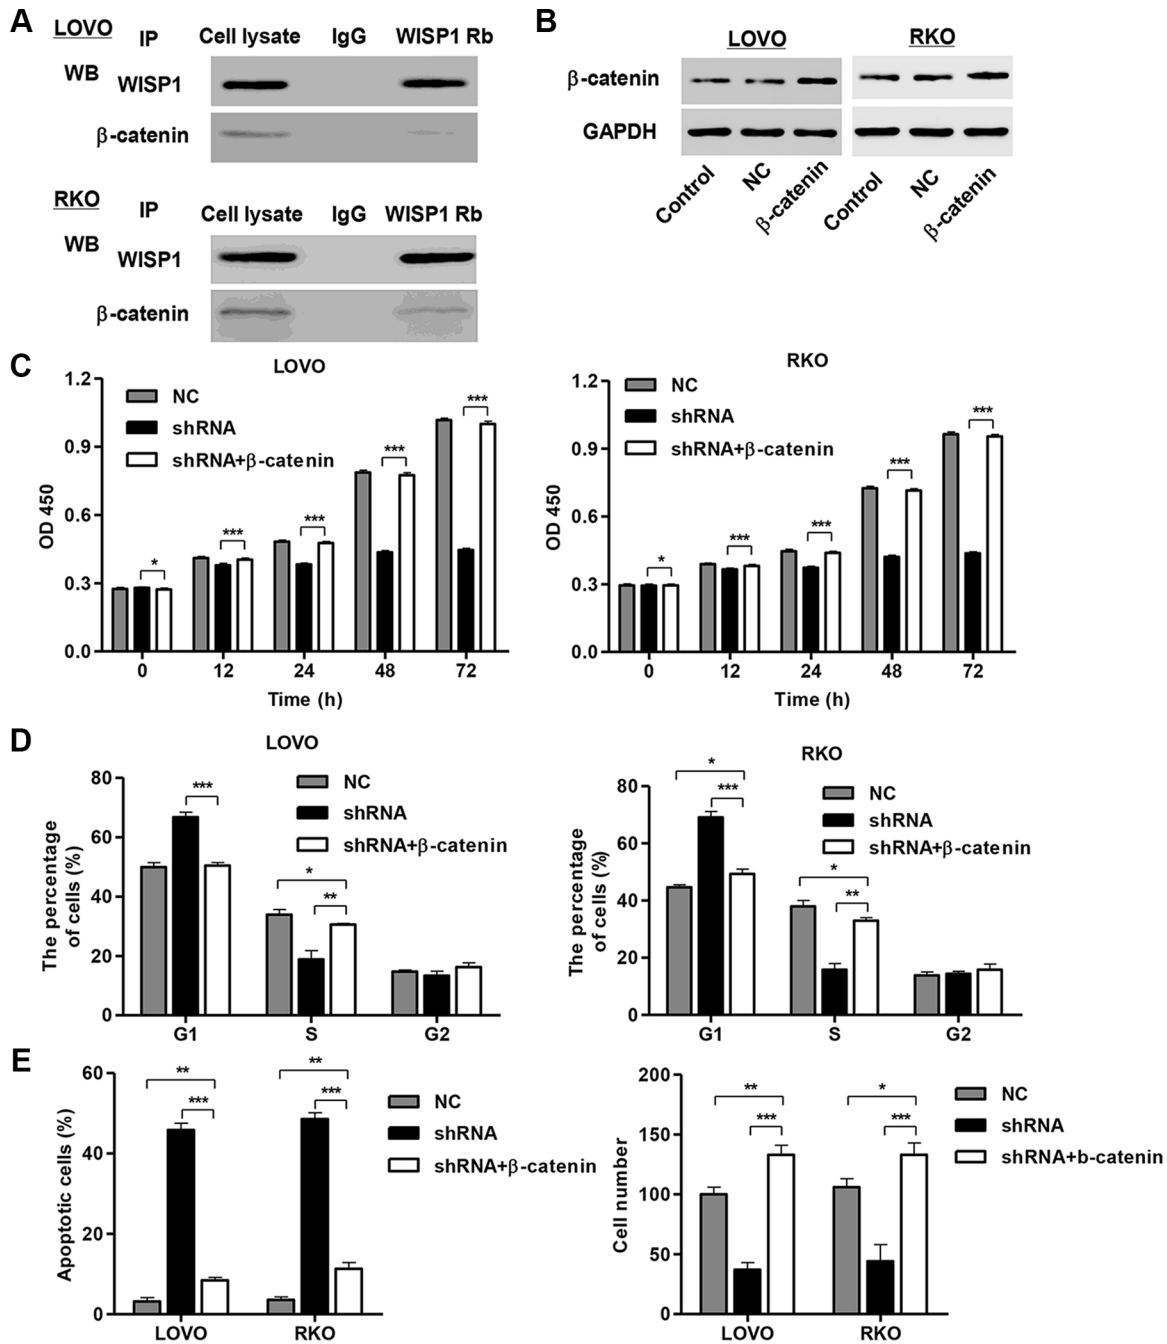 A
LOVO
IP
Cell lysate IgG WISP1 Rb
WB
WISP1
β-catenin
RKO
IP
Cell lysate IgG WISP1 Rb
WB
WISP1
β-catenin
B
LOVO RKO
β-catenin
GAPDH
Control NC β-catenin Control NC β-catenin
C
LOVO
NC
shRNA
shRNA+β-catenin
OD 450
1.2
0.9
0.6
0.3
0.0
* *** *** *** ***
0 12 24 48 72
Time (h)
RKO
NC
shRNA
shRNA+β-catenin
OD 450
1.2
0.9
0.6
0.3
0.0
* *** *** *** ***
0 12 24 48 72
Time (h)
D
LOVO
NC
shRNA
shRNA+β-catenin
The percentage
of cells (%)
80
60
40
20
0
***
*
**
G1 S G2
RKO
NC
shRNA
shRNA+β-catenin
The percentage
of cells (%)
80
60
40
20
0
*
***
*
**
G1 S G2
E
Apoptotic cells (%)
60
40
20
0
** **
*** ***
LOVO RKO
NC
shRNA
shRNA+β-catenin
Cell number
200
150
100
50
0
** *
*** ***
LOVO RKO
NC
shRNA
shRNA+b-catenin